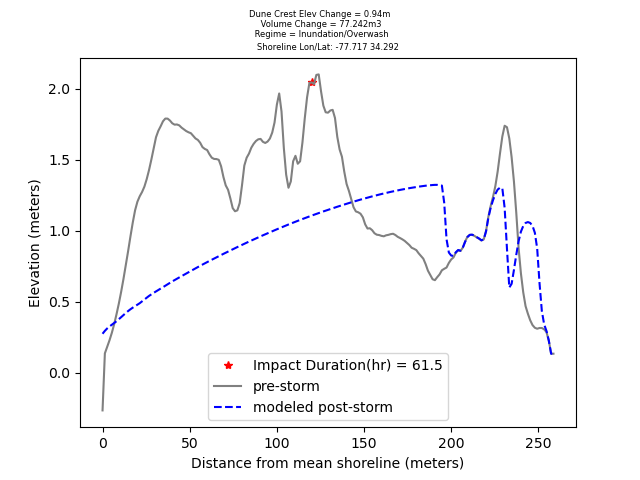 Dune Crest Elev Change = 0.94m
Volume Change = 77.242m3
Regime = Inundation/Overwash
Shoreline Lon/Lat: -77.717 34.292
2.0
1.5
1.0
0.5
0.0
Elevation (meters)
Impact Duration(hr) = 61.5
pre-storm
modeled post-storm
0 50 100 150 200 250
Distance from mean shoreline (meters)